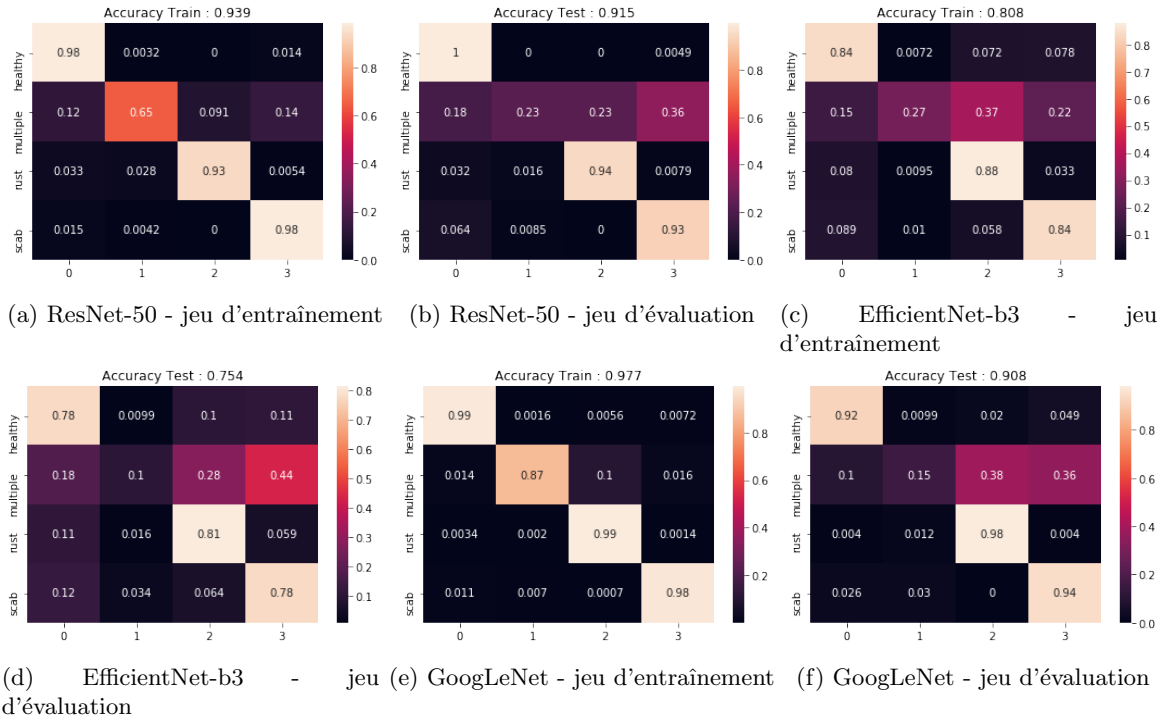 Accuracy Train : 0.939
healthy 0.98 0.0032 0 0.014
multiple 0.12 0.65 0.091 0.14
rust 0.033 0.028 0.93 0.0054
scab 0.015 0.0042 0 0.98
0 1 2 3
0.8
0.6
0.4
0.2
0.0
(a) ResNet-50 - jeu d'entraînement
Accuracy Test : 0.915
healthy 1 0 0 0.0049
multiple 0.18 0.23 0.23 0.36
rust 0.032 0.016 0.94 0.0079
scab 0.064 0.0085 0 0.93
0 1 2 3
0.8
0.6
0.4
0.2
0.0
(b) ResNet-50 - jeu d'évaluation
Accuracy Train : 0.808
healthy 0.84 0.0072 0.072 0.078
multiple 0.15 0.27 0.37 0.22
rust 0.08 0.0095 0.88 0.033
scab 0.089 0.01 0.058 0.84
0 1 2 3
0.8
0.7
0.6
0.5
0.4
0.3
0.2
0.1
(c) EfficientNet-b3 - jeu
d'entraînement
Accuracy Test : 0.754
healthy 0.78 0.0099 0.1 0.11
multiple 0.18 0.1 0.28 0.44
rust 0.11 0.016 0.81 0.059
scab 0.12 0.034 0.064 0.78
0 1 2 3
0.8
0.7
0.6
0.5
0.4
0.3
0.2
0.1
(d) EfficientNet-b3 - jeu
d'évaluation
Accuracy Train : 0.977
healthy 0.99 0.0016 0.0056 0.0072
multiple 0.014 0.87 0.1 0.016
rust 0.0034 0.002 0.99 0.0014
scab 0.011 0.007 0.0007 0.98
0 1 2 3
0.8
0.6
0.4
0.2
(e) GoogLeNet - jeu d'entraînement
Accuracy Test : 0.908
healthy 0.92 0.0099 0.02 0.049
multiple 0.1 0.15 0.38 0.36
rust 0.004 0.012 0.98 0.004
scab 0.026 0.03 0 0.94
0 1 2 3
0.8
0.6
0.4
0.2
0.0
(f) GoogLeNet - jeu d'évaluation